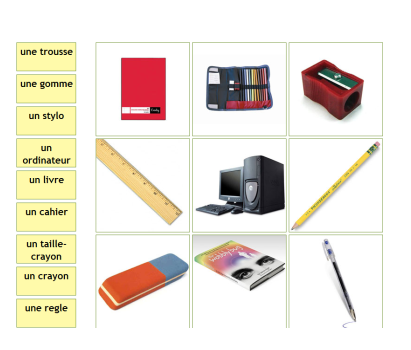 une trousse
une gomme
un stylo
un
ordinateur
un livre
un cahier
un taille-
crayon
un crayon
une regle